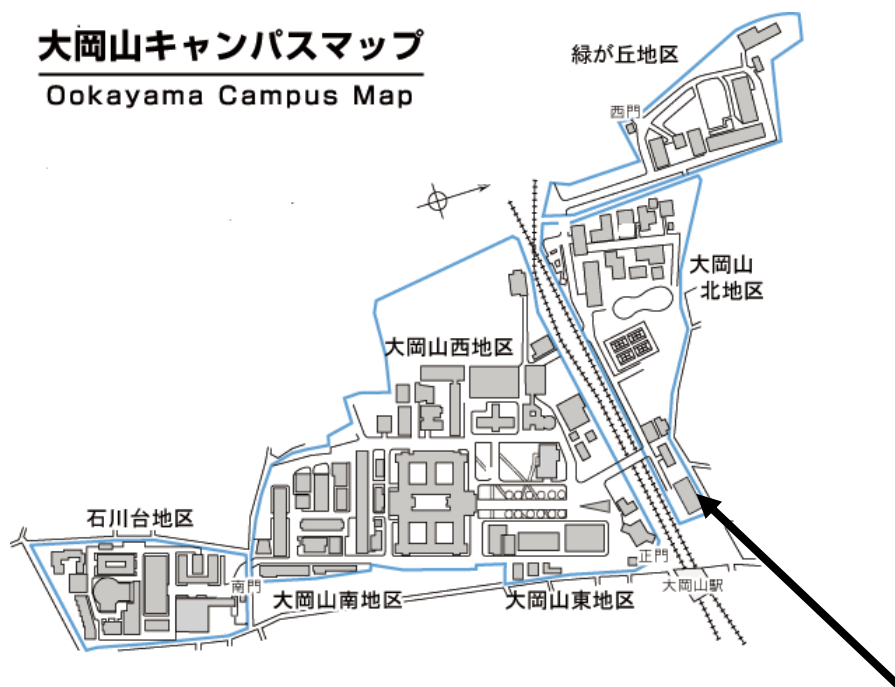 大岡山キャンパスマップ
Ookayama Campus Map
緑が丘地区
西門
大岡山
北地区
大岡山西地区
石川台地区
南門
大岡山南地区
大岡山東地区
正門
大岡山駅